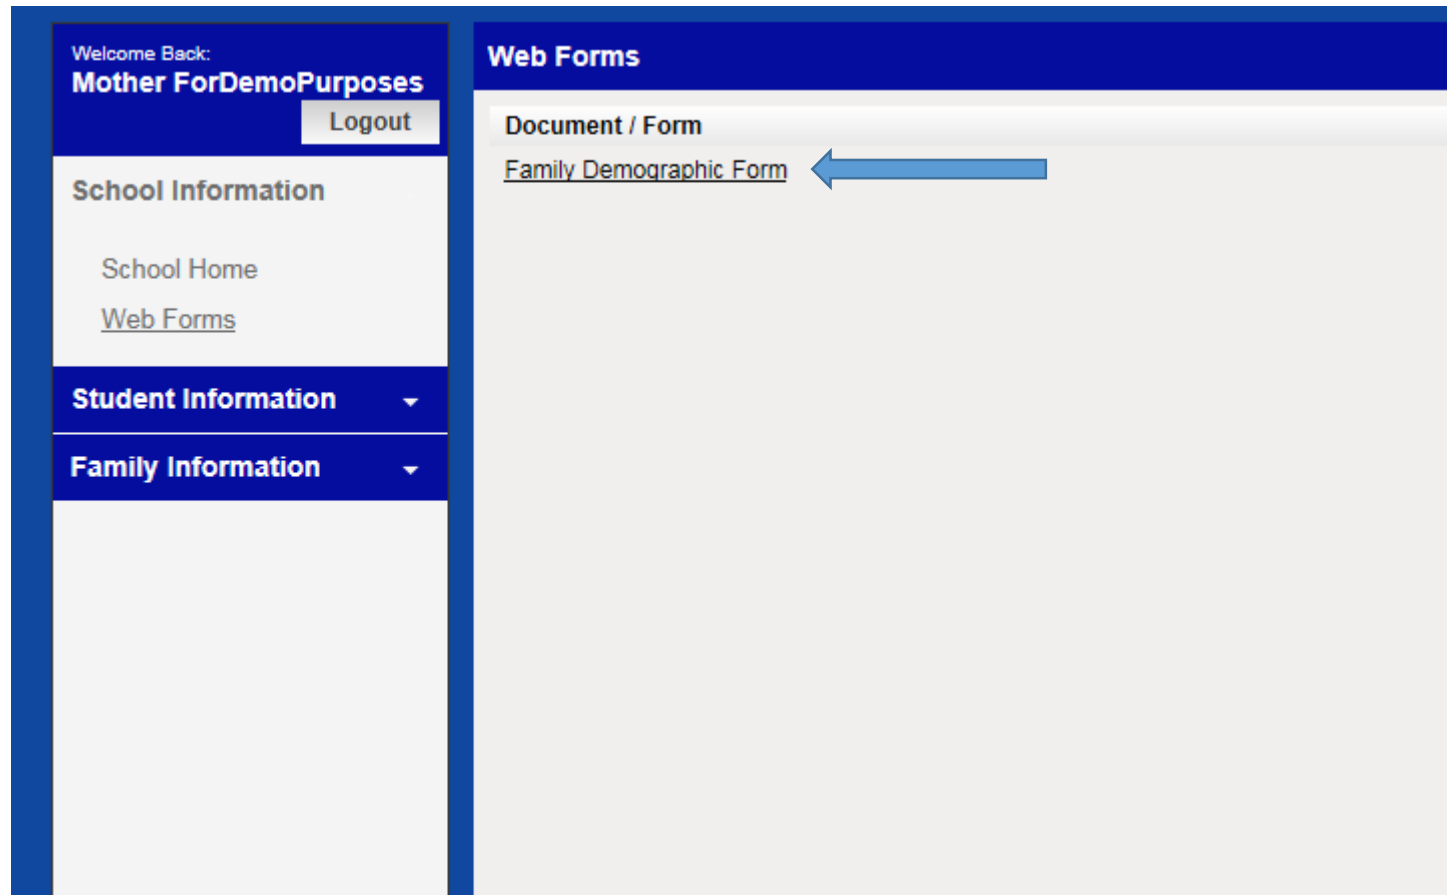 Welcome Back:
Mother ForDemoPurposes
Logout
School Information
School Home
Web Forms
Student Information
Family Information
Web Forms
Document / Form
Family Demographic Form